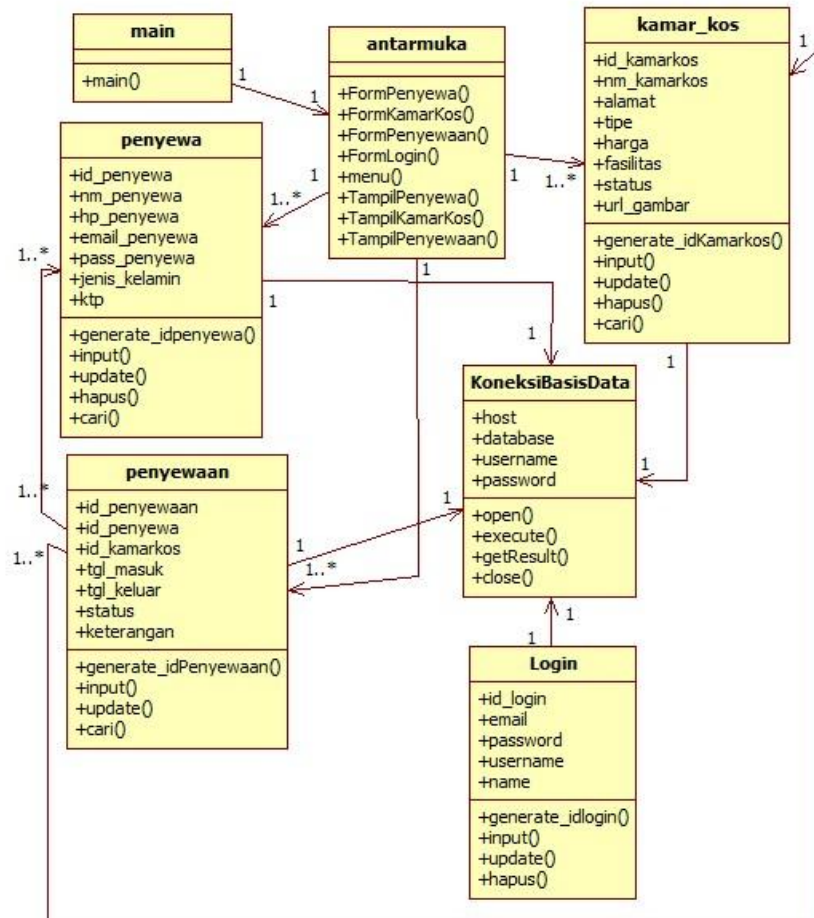 main
+main()
1
1
antarmuka
+FormPenyewa()
+FormKamarKos()
+FormPenyewaan()
+FormLogin()
+menu()
+TampilPenyewa()
+TampilKamarKos()
+TampilPenyewaan()
1
1..*
1
1..*
1
1..*
kamar_kos
+id_kamarkos
+nm_kamarkos
+alamat
+tipe
+harga
+fasilitas
+status
+url_gambar
+generate_idKamarkos()
+input()
+update()
+hapus()
+cari()
1
1
1
penyewa
+id_penyewa
+nm_penyewa
+hp_penyewa
+email_penyewa
+pass_penyewa
+jenis_kelamin
+ktp
+generate_idpenyewa()
+input()
+update()
+hapus()
+cari()
1..*
1
1
KoneksiBasisData
+host
+database
+username
+password
+open()
+execute()
+getResult()
+close()
penyewaan
+id_penyewaan
+id_penyewa
+id_kamarkos
+tgl_masuk
+tgl_keluar
+status
+keterangan
+generate_idPenyewaan()
+input()
+update()
+cari()
1..*
1..*
1
1
1
1
Login
+id_login
+email
+password
+username
+name
+generate_idlogin()
+input()
+update()
+hapus()